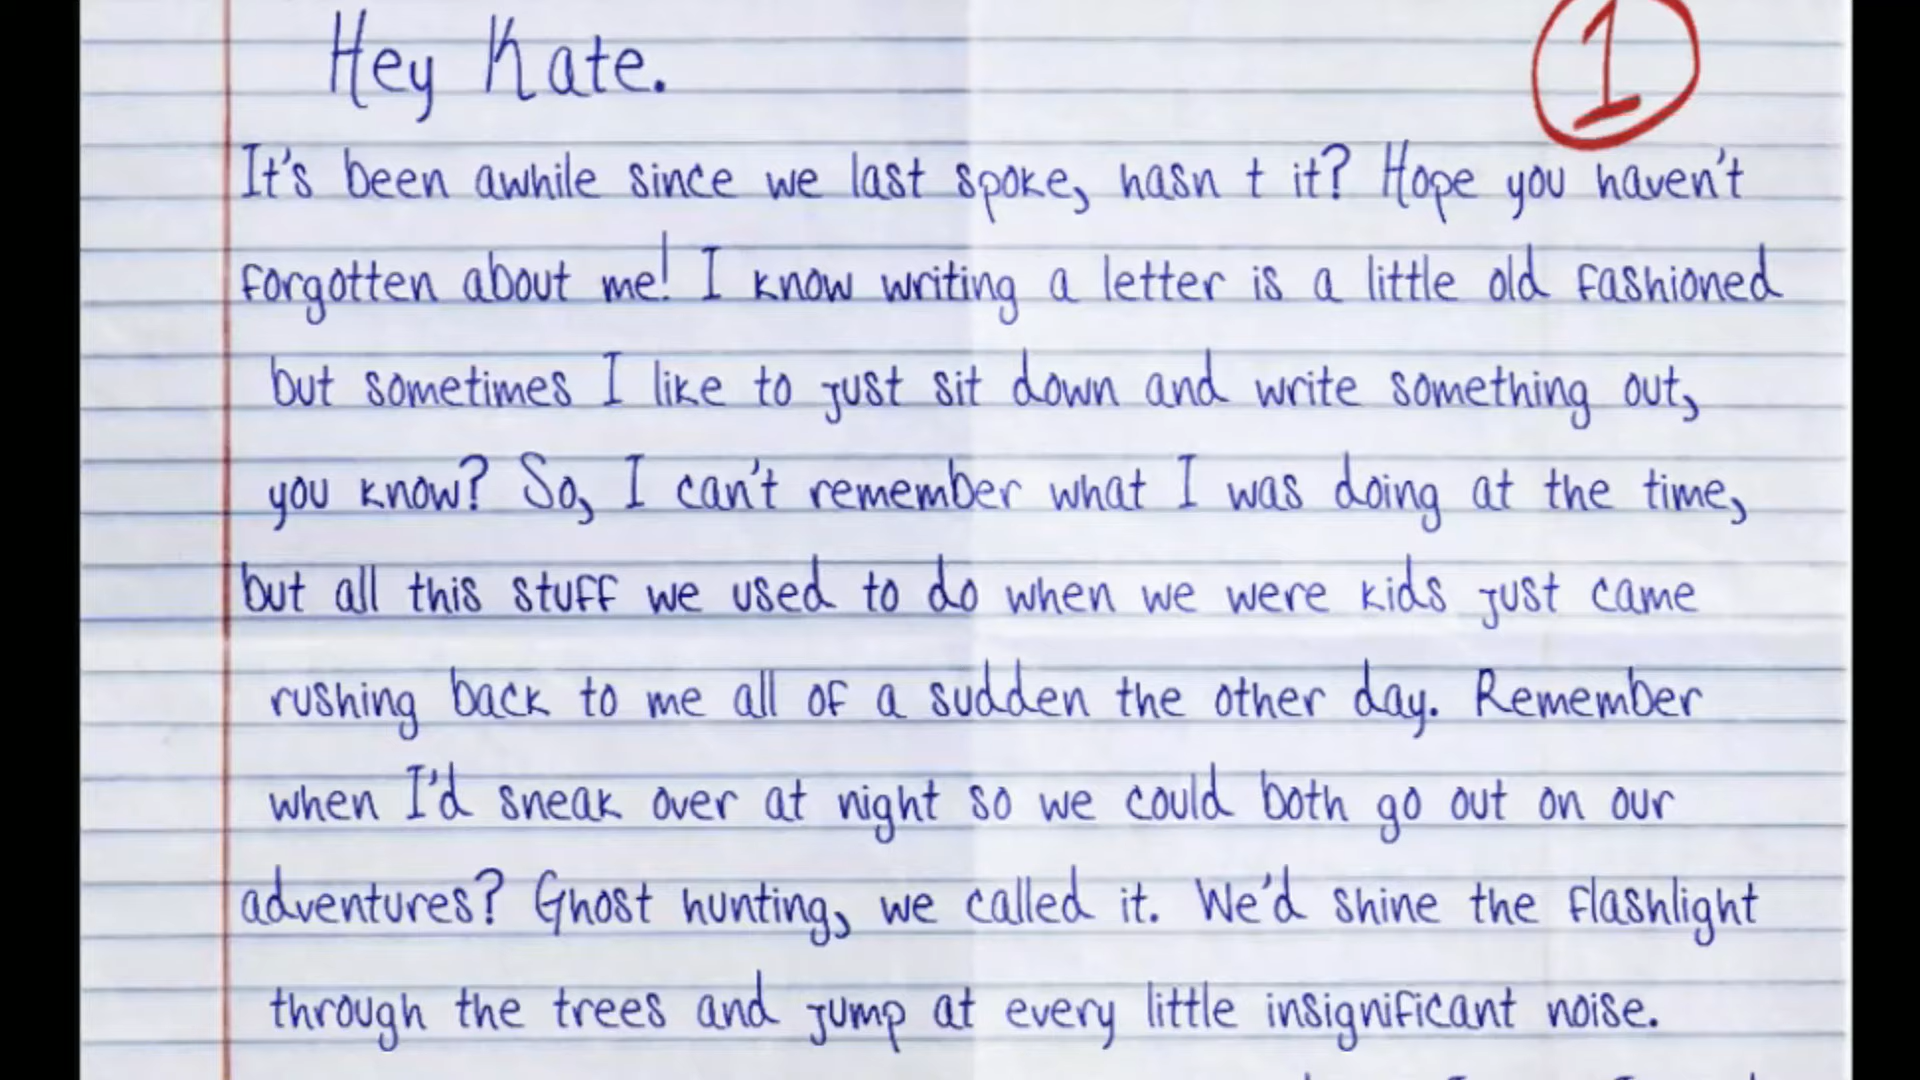 Hey Kate.
1
It's been awhile since we last spoke, hasn t it? Hope you haven't
forgotten about me! I know writing a letter is a little old fashioned
but sometimes I like to just sit down and write something out,
you know? So, I can't remember what I was doing at the time,
but all this stuff we used to do when we were kids just came
rushing back to me all of a sudden the other day. Remember
when I'd sneak over at night so we could both go out on our
adventures? Ghost hunting, we called it. We'd shine the flashlight
through the trees and jump at every little insignificant noise.